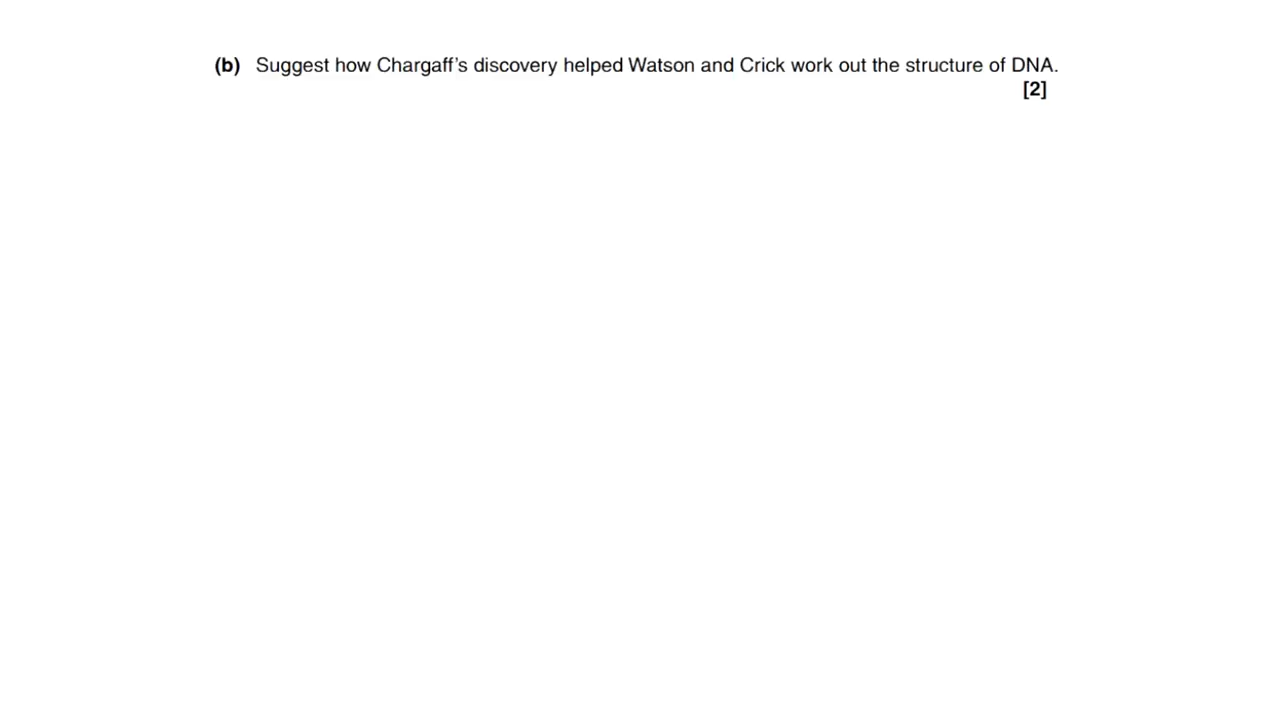 (b) Suggest how Chargaff’s discovery helped Watson and Crick work out the structure of DNA.
[2]